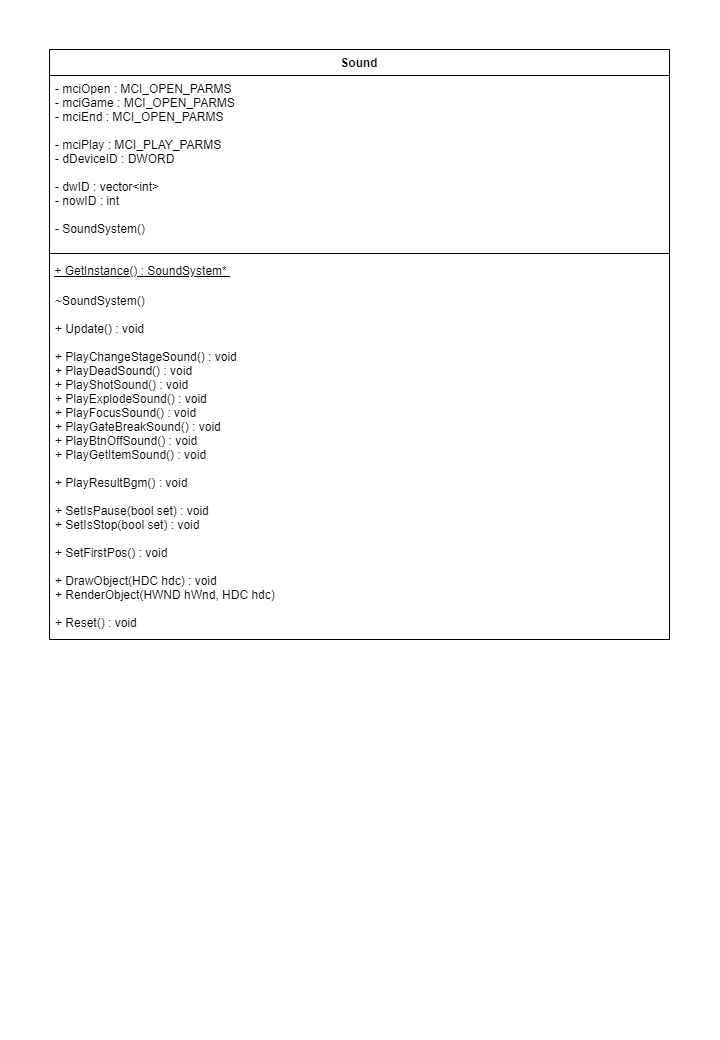 Sound
- mciOpen : MCI_OPEN_PARMS
- mciGame : MCI_OPEN_PARMS
- mciEnd : MCI_OPEN_PARMS
- mciPlay : MCI_PLAY_PARMS
- dDeviceID : DWORD
- dwID : vector<int>
- nowID : int
- SoundSystem()
+ GetInstance() : SoundSystem*
~SoundSystem()
+ Update() : void
+ PlayChangeStageSound() : void
+ PlayDeadSound() : void
+ PlayShotSound() : void
+ PlayExplodeSound() : void
+ PlayFocusSound() : void
+ PlayGateBreakSound() : void
+ PlayBtnOffSound() : void
+ PlayGetItemSound() : void
+ PlayResultBgm() : void
+ SetIsPause(bool set) : void
+ SetIsStop(bool set) : void
+ SetFirstPos() : void
+ DrawObject(HDC hdc) : void
+ RenderObject(HWND hWnd, HDC hdc)
+ Reset() : void